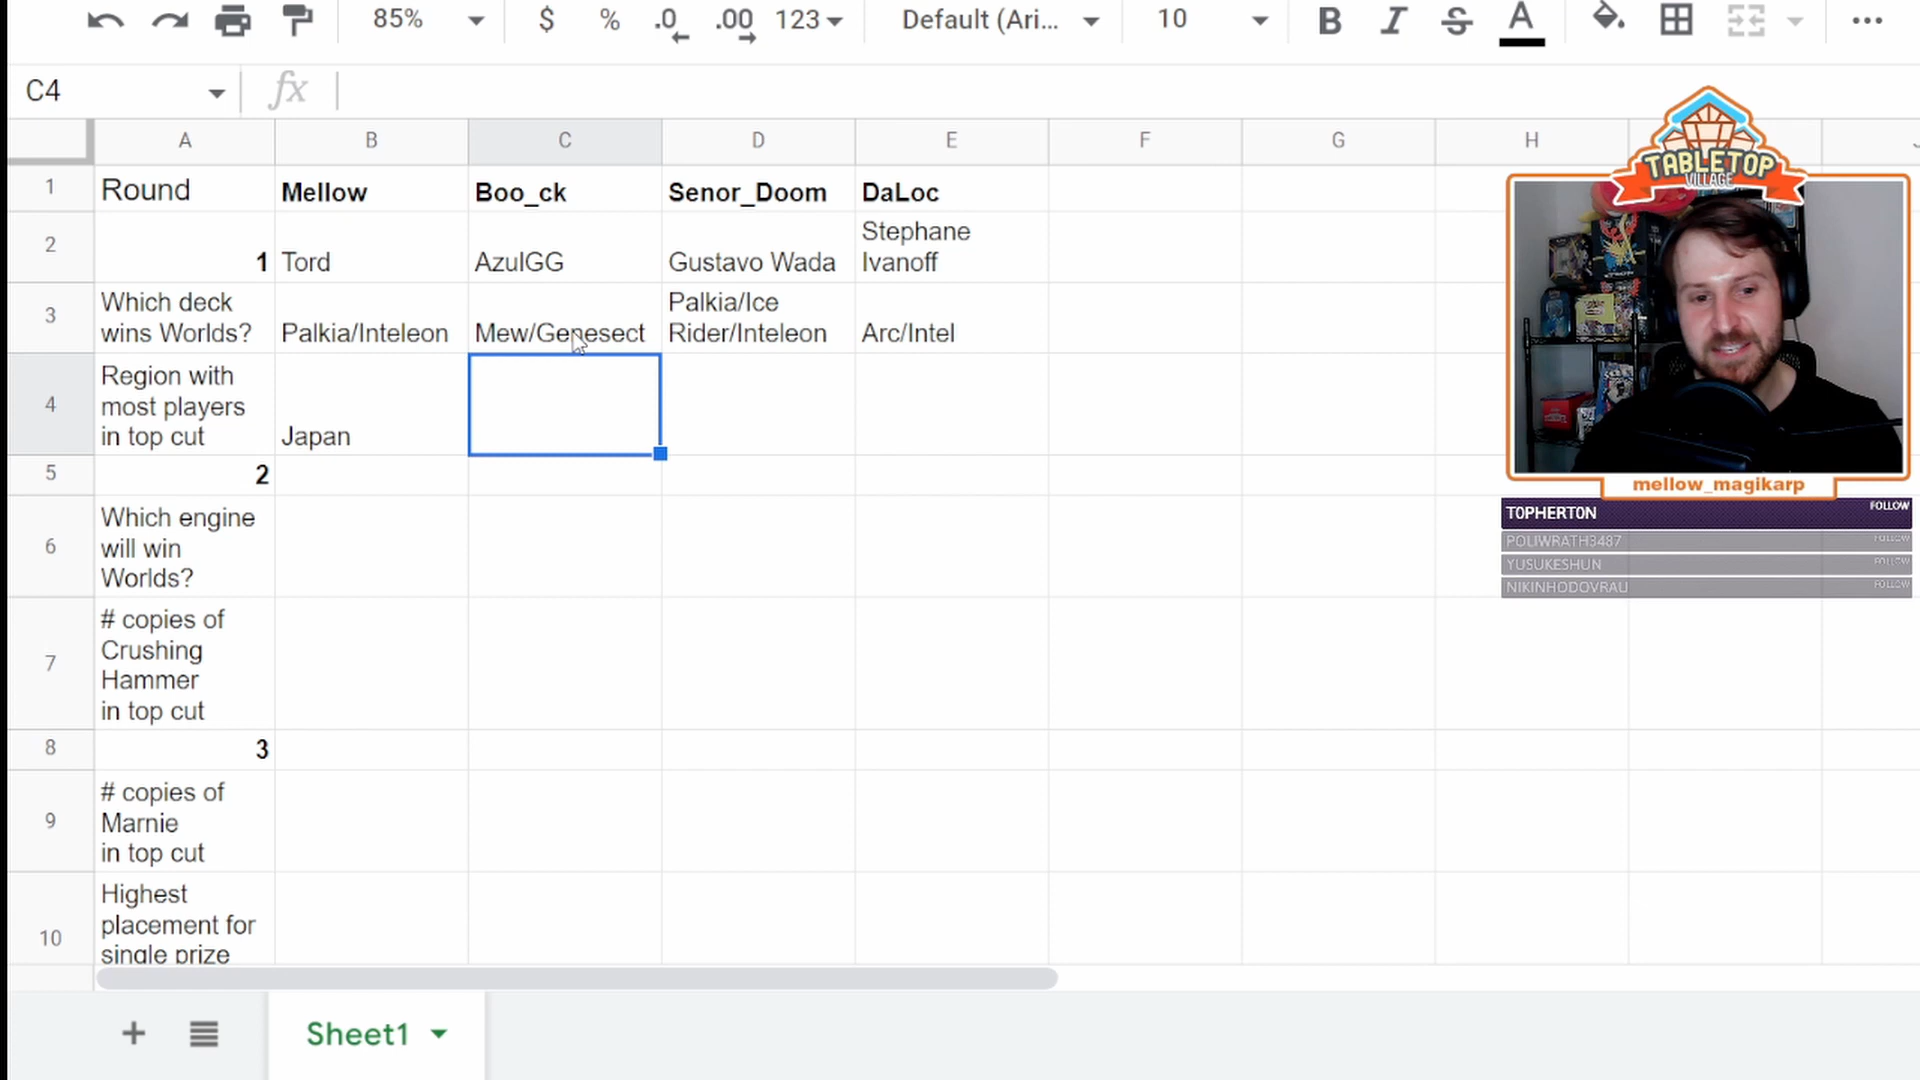 85%
$
%
.0
.00
123
Default (Ari...
10
B
I
S
A
C4
fx
A
B
C
D
E
F
G
H
J
1
Round
Mellow
Boo_ck
Senor_Doom
DaLoc
2
1
Tord
AzulGG
Gustavo Wada
Stephane
Ivanoff
3
Which deck
wins Worlds?
Palkia/Inteleon
Mew/Genesect
Palkia/Ice
Rider/Inteleon
Arc/Intel
4
Region with
most players
in top cut
Japan
5
2
6
Which engine
will win
Worlds?
7
# copies of
Crushing
Hammer
in top cut
8
3
9
# copies of
Marnie
in top cut
10
Highest
placement for
single prize
Sheet1
TABLETOP
VILLAGE
mellow_magikarp
T0PHERT0N
FOLLOW
POLIWRATH3487
FOLLOW
YUSUKESHUN
FOLLOW
NIKINHODOVRAU
FOLLOW